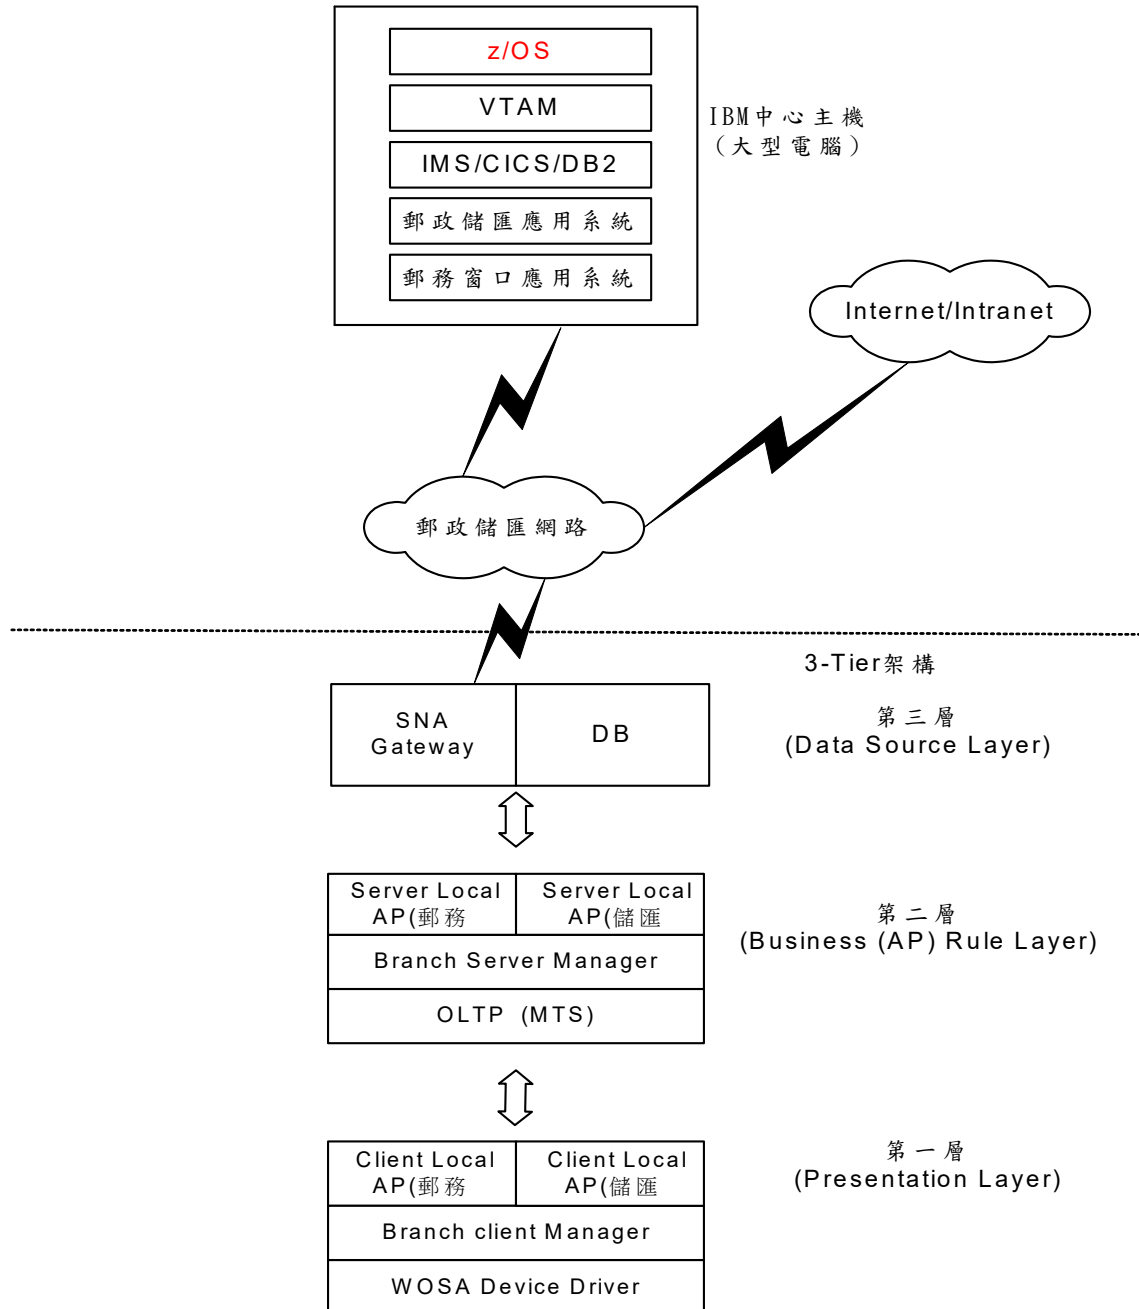 z/OS
VTAM
IMS/CICS/DB2
郵政儲匯應用系統
郵務窗口應用系統
IBM中心主機
(大型電腦)
Internet/Intranet
郵政儲匯網路
3-Tier架構
SNA
Gateway
DB
第三層
(Data Source Layer)
Server Local
AP(郵務
Server Local
AP(儲匯
Branch Server Manager
OLTP (MTS)
第二層
(Business (AP) Rule Layer)
Client Local
AP(郵務
Client Local
AP(儲匯
Branch client Manager
WOSA Device Driver
第一層
(Presentation Layer)